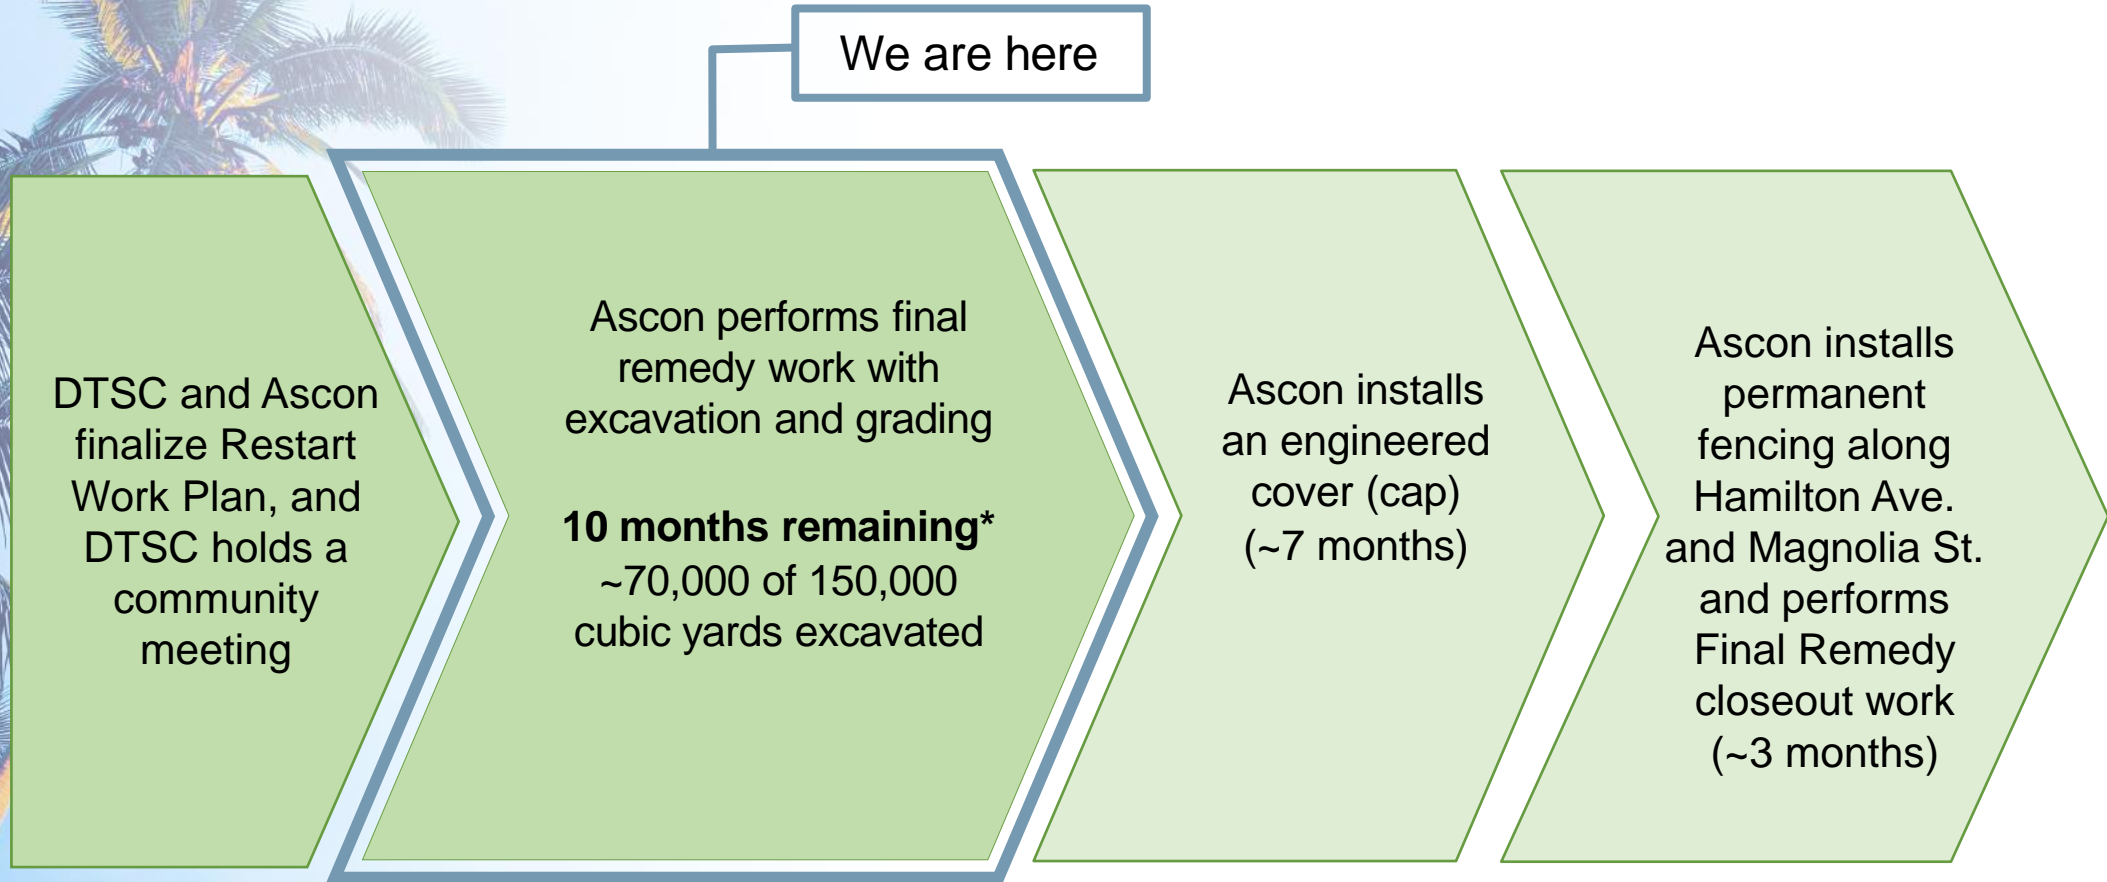 We are here
DTSC and Ascon
finalize Restart
Work Plan, and
DTSC holds a
community
meeting
Ascon performs final
remedy work with
excavation and grading
10 months remaining*
~70,000 of 150,000
cubic yards excavated
Ascon installs
an engineered
cover (cap)
(~7 months)
Ascon installs
permanent
fencing along
Hamilton Ave.
and Magnolia St.
and performs
Final Remedy
closeout work
(~3 months)